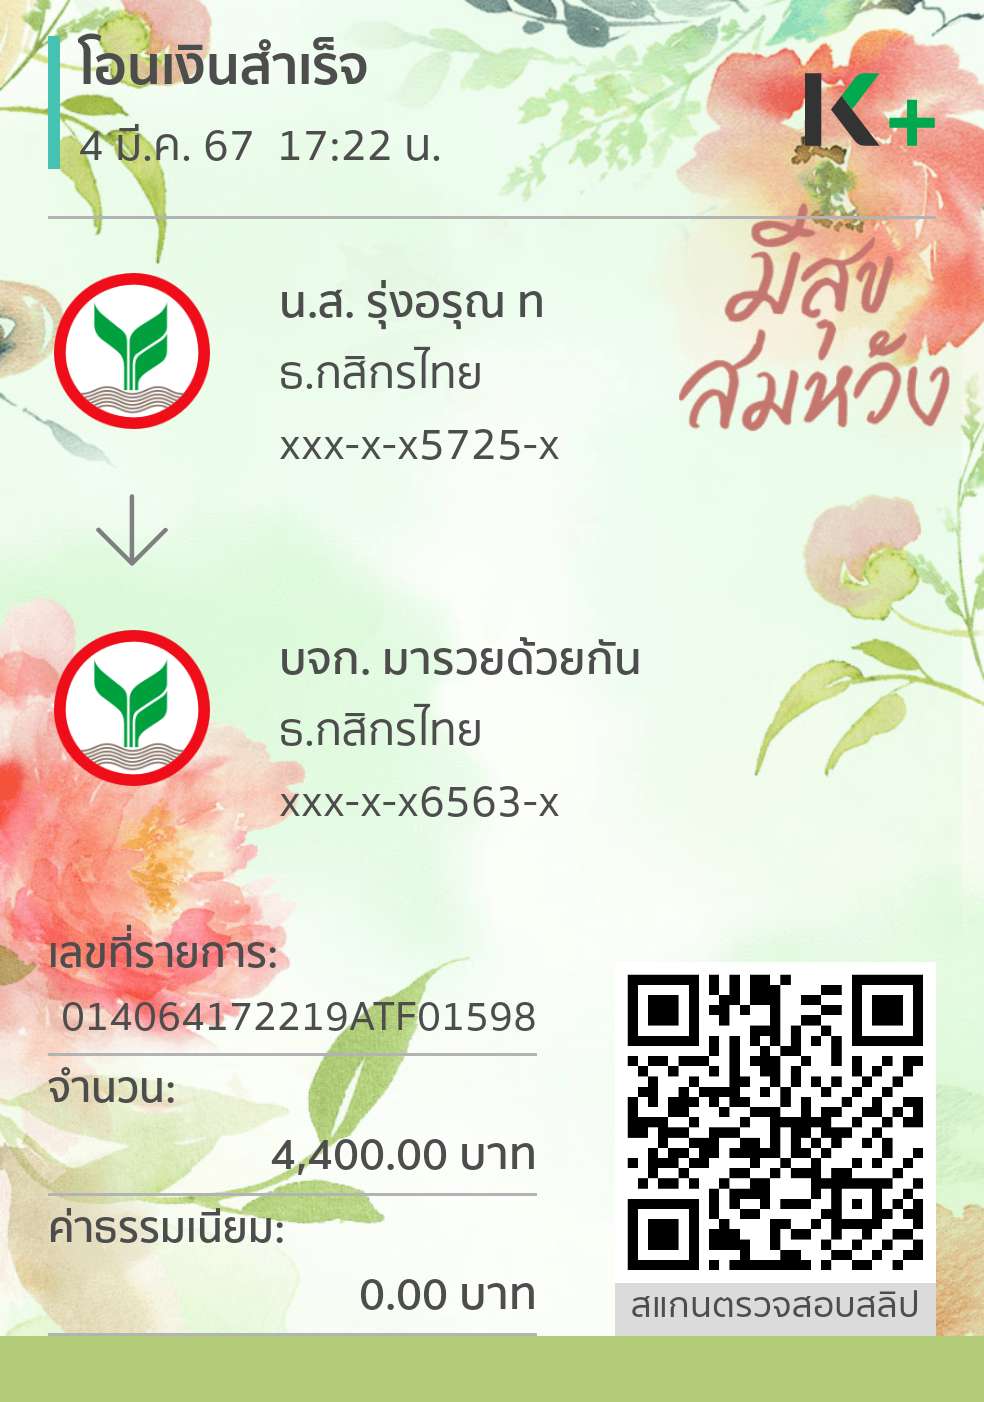 โอนเงินสำเร็จ
4 มี.ค. 67 17:22 น.
K+
มีสุข
สมหวัง
น.ส. รุ่งอรุณ ท
ธ.กสิกรไทย
xxx-x-x5725-x
บจก. มารวยด้วยกัน
ธ.กสิกรไทย
xxx-x-x6563-x
เลขที่รายการ:
014064172219ATF01598
จำนวน:
4,400.00 บาท
ค่าธรรมเนียม:
0.00 บาท
สแกนตรวจสอบสลิป